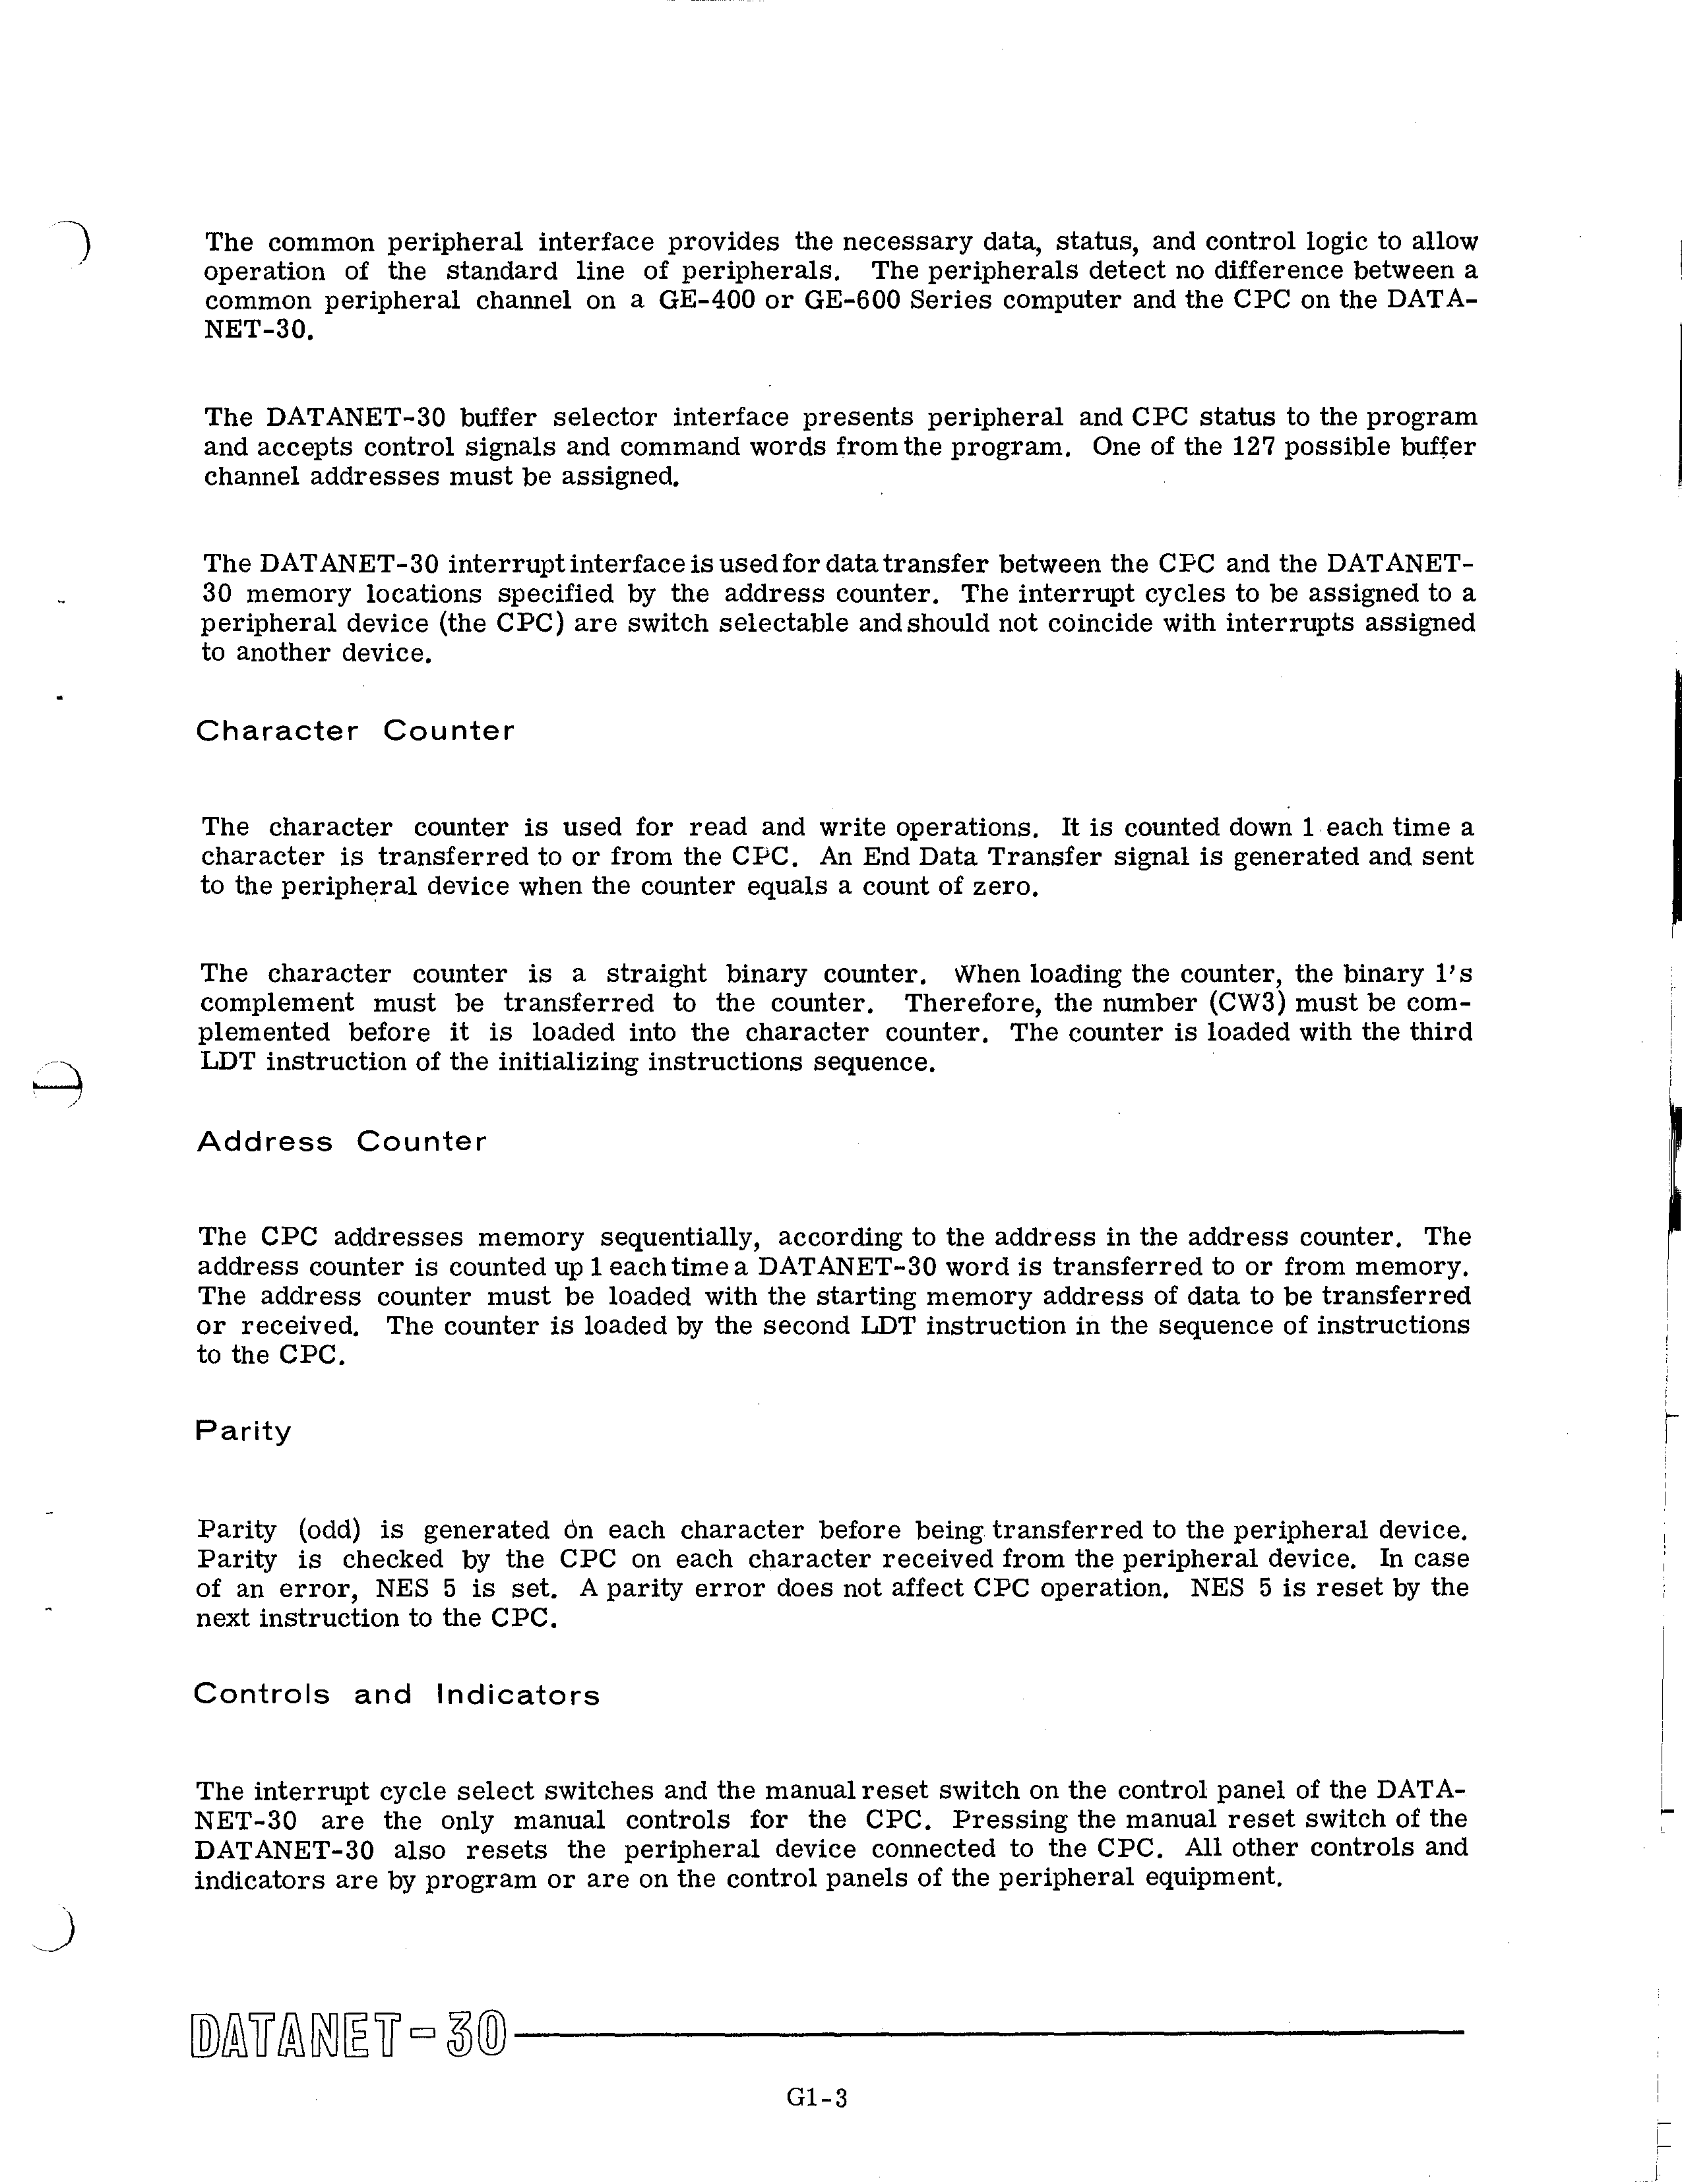 The common peripheral interface provides the necessary data, status, and control logic to allow
operation of the standard line of peripherals. The peripherals detect no difference between a
common peripheral channel on a GE-400 or GE-600 Series computer and the CPC on the DATA-
NET-30.
The DATANET-30 buffer selector interface presents peripheral and CPC status to the program
and accepts control signals and command words from the program. One of the 127 possible buffer
channel addresses must be assigned.
The DATANET-30 interrupt interface is used for data transfer between the CPC and the DATANET-
30 memory locations specified by the address counter. The interrupt cycles to be assigned to a
peripheral device (the CPC) are switch selectable and should not coincide with interrupts assigned
to another device.
Character Counter
The character counter is used for read and write operations. It is counted down 1 each time a
character is transferred to or from the CPC. An End Data Transfer signal is generated and sent
to the peripheral device when the counter equals a count of zero.
The character counter is a straight binary counter. When loading the counter, the binary 1's
complement must be transferred to the counter. Therefore, the number (CW3) must be com-
plemented before it is loaded into the character counter. The counter is loaded with the third
LDT instruction of the initializing instructions sequence.
Address Counter
The CPC addresses memory sequentially, according to the address in the address counter. The
address counter is counted up 1 each time a DATANET-30 word is transferred to or from memory.
The address counter must be loaded with the starting memory address of data to be transferred
or received. The counter is loaded by the second LDT instruction in the sequence of instructions
to the CPC.
Parity
Parity (odd) is generated on each character before being transferred to the peripheral device.
Parity is checked by the CPC on each character received from the peripheral device. In case
of an error, NES 5 is set. A parity error does not affect CPC operation. NES 5 is reset by the
next instruction to the CPC.
Controls and Indicators
The interrupt cycle select switches and the manual reset switch on the control panel of the DATA-
NET-30 are the only manual controls for the CPC. Pressing the manual reset switch of the
DATANET-30 also resets the peripheral device connected to the CPC. All other controls and
indicators are by program or are on the control panels of the peripheral equipment.
DATANET-30
G1-3